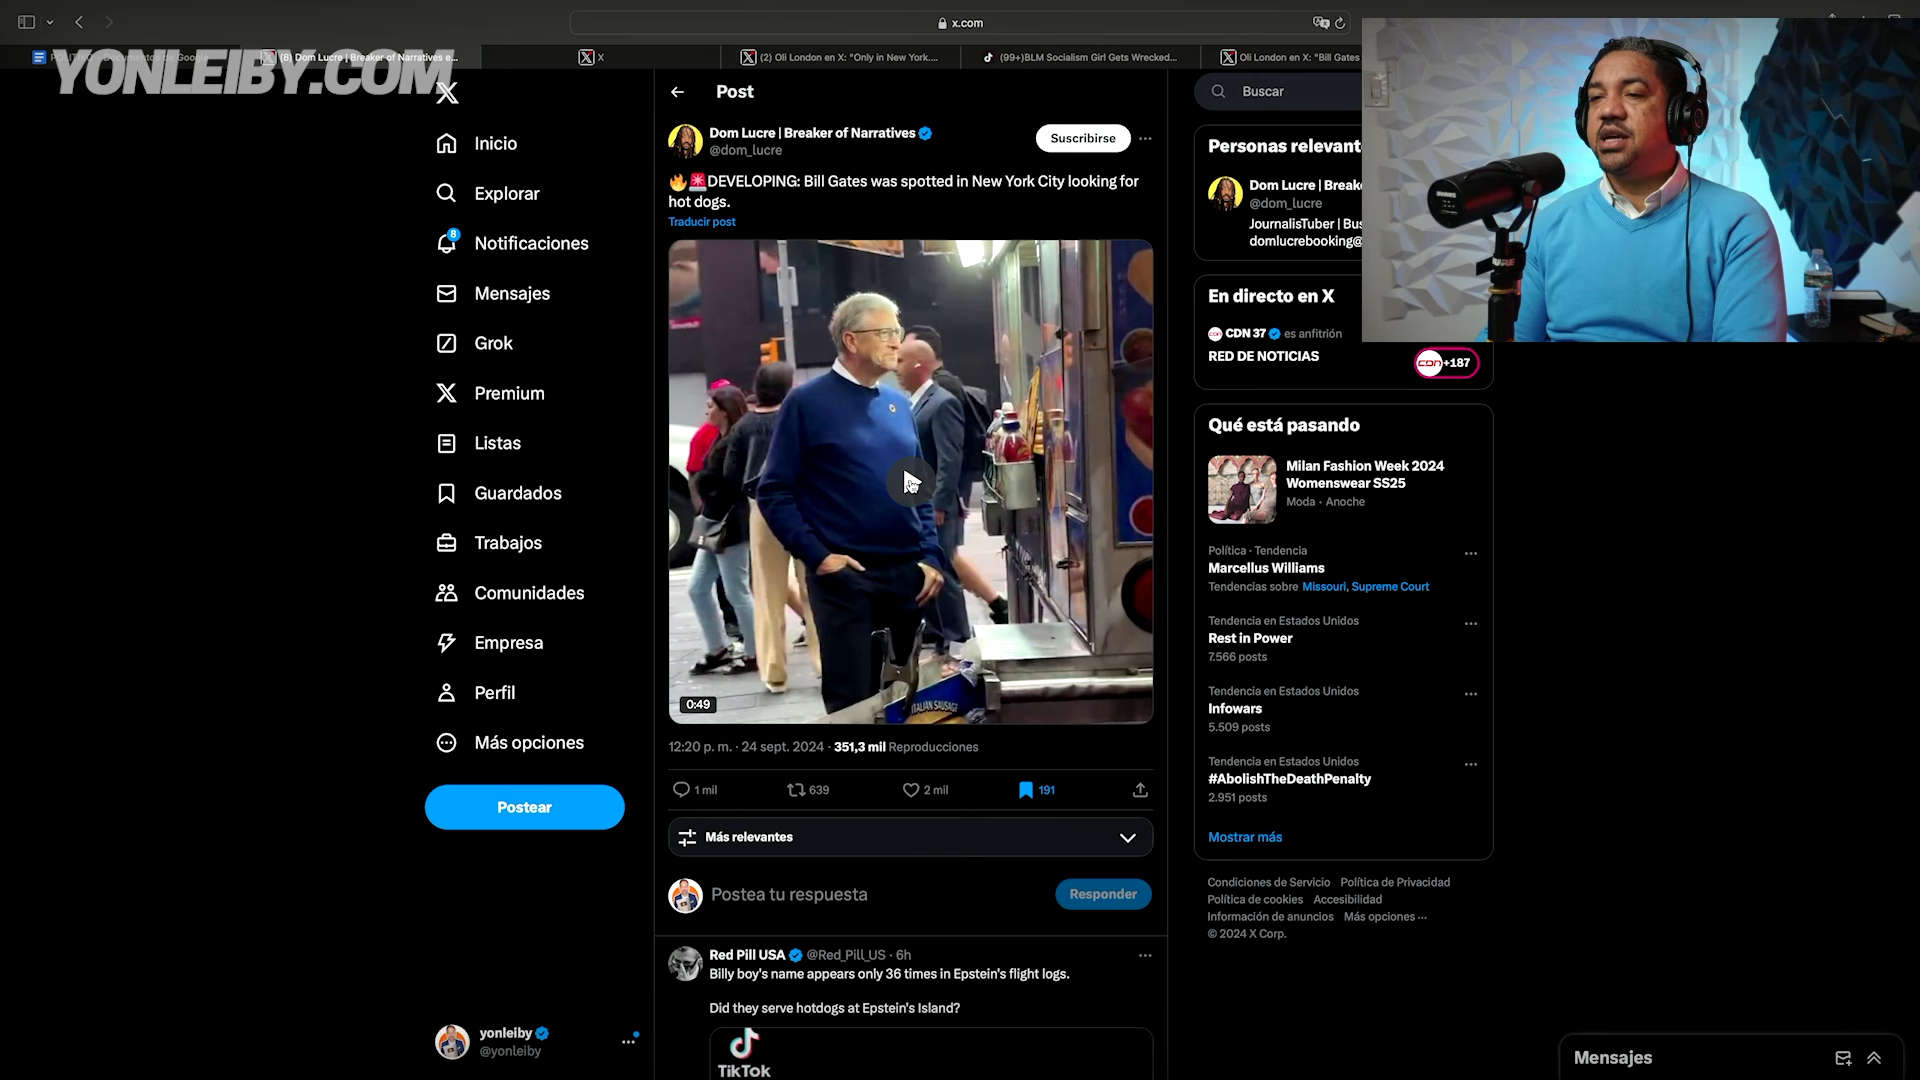 x.com
YONLEIBY.COM
(8) Dom Lucre | Breaker of Narratives e...
X
(2) Oli London en X: "Only in New York....
(99+)BLM Socialism Girl Gets Wrecked...
Oli London en X: "Bill Gates
Inicio
Explorar
8
Notificaciones
Mensajes
Grok
Premium
Listas
Guardados
Trabajos
Comunidades
Empresa
Perfil
Más opciones
Postear
yonleiby
@yonleiby
Post
Dom Lucre | Breaker of Narratives
@dom_lucre
Suscribirse
DEVELOPING: Bill Gates was spotted in New York City looking for
hot dogs.
Traducir post
ITALIAN SAUSAGE
0:49
12:20 p. m. · 24 sept. 2024 · 351,3 mil Reproducciones
1 mil
639
2 mil
191
Más relevantes
Postea tu respuesta
Responder
Red Pill USA @Red_Pill_US · 6h
Billy boy's name appears only 36 times in Epstein's flight logs.
Did they serve hotdogs at Epstein's Island?
TikTok
Buscar
Personas relevant
Dom Lucre | Break
@dom_lucre
JournalisTuber | Bus
domlucrebooking@
En directo en X
CDN 37 es anfitrión
RED DE NOTICIAS
CDN +187
Qué está pasando
Milan Fashion Week 2024
Womenswear SS25
Moda · Anoche
Política · Tendencia
Marcellus Williams
Tendencias sobre Missouri, Supreme Court
Tendencia en Estados Unidos
Rest in Power
7.566 posts
Tendencia en Estados Unidos
Infowars
5.509 posts
Tendencia en Estados Unidos
#AbolishTheDeathPenalty
2.951 posts
Mostrar más
Condiciones de Servicio Política de Privacidad
Política de cookies Accesibilidad
Información de anuncios Más opciones ···
© 2024 X Corp.
Mensajes